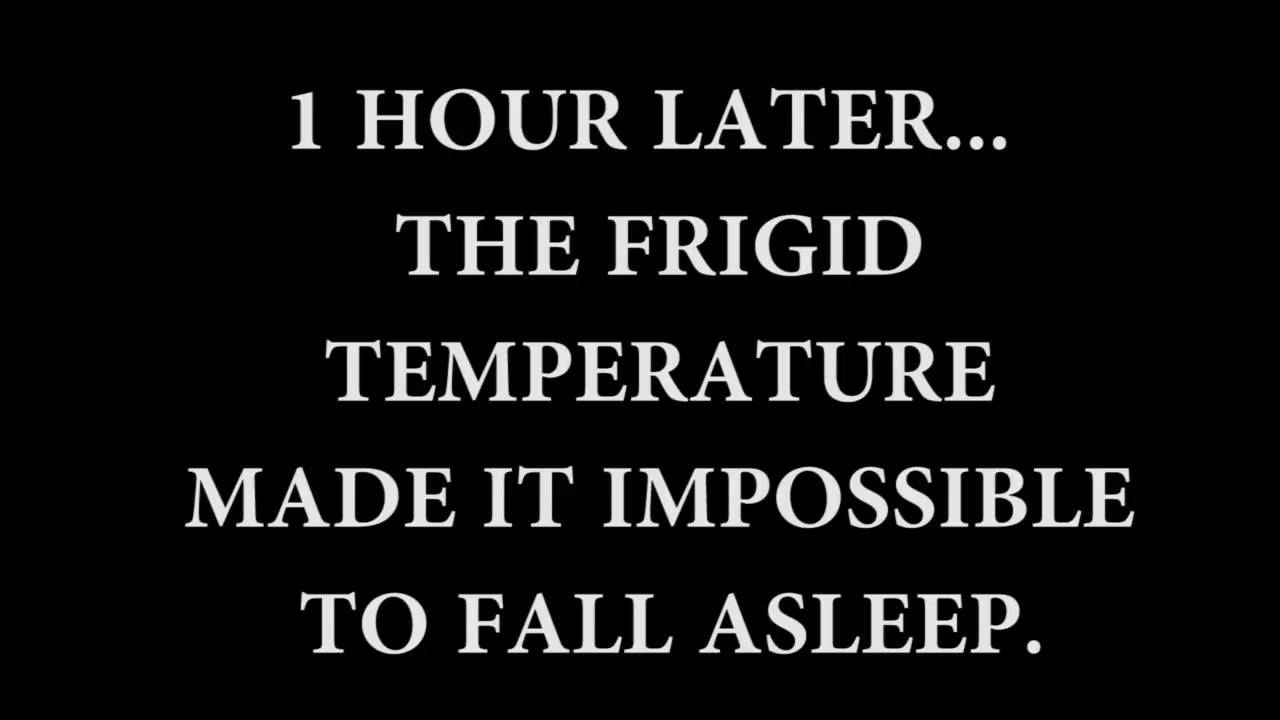 1 HOUR LATER...
THE FRIGID
TEMPERATURE
MADE IT IMPOSSIBLE
TO FALL ASLEEP.